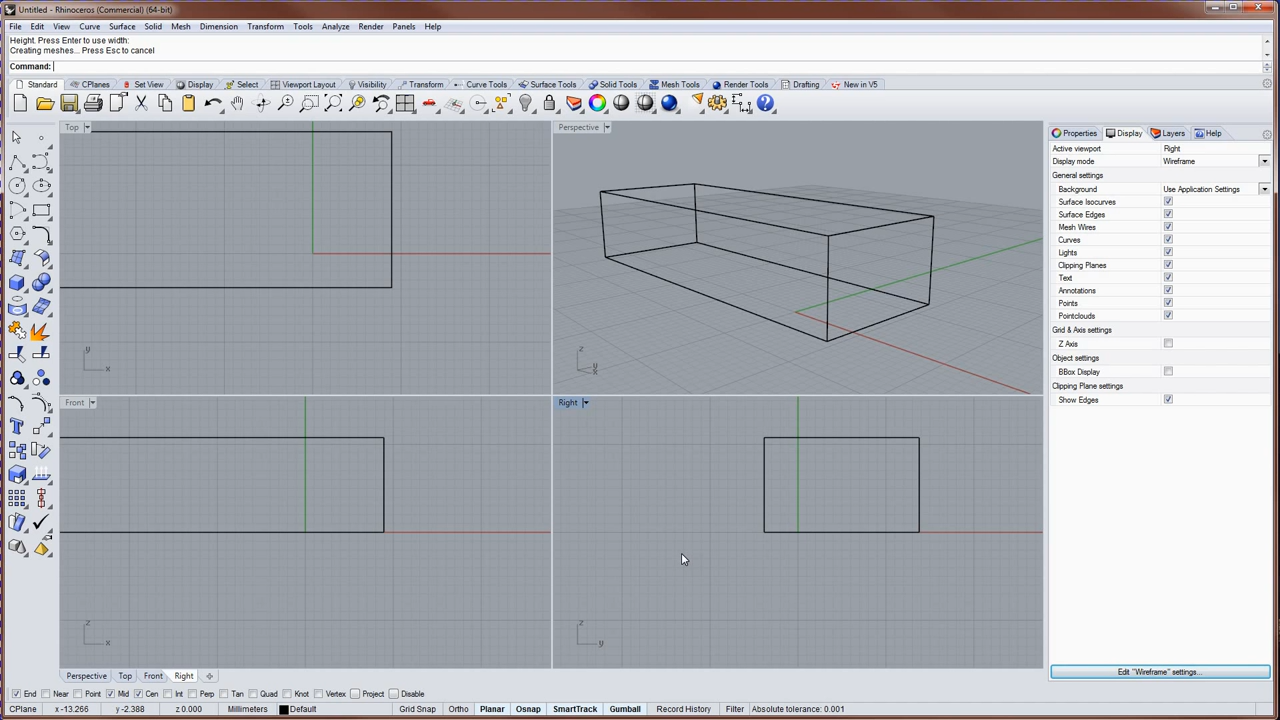 Untitled - Rhinoceros (Commercial) (64-bit)
File Edit View Curve Surface Solid Mesh Dimension Transform Tools Analyze Render Panels Help
Height. Press Enter to use width:
Creating meshes... Press Esc to cancel
Command:
Standard CPlanes Set View Display Select Viewport Layout Visibility Transform Curve Tools Surface Tools Solid Tools Mesh Tools Render Tools Drafting New in V5
Top
y
x
Perspective
z
y
x
Front
z
x
Right
z
y
Perspective Top Front Right
Properties Display Layers Help
Active viewport Right
Display mode Wireframe
General settings
Background Use Application Settings
Surface Isocurves
Surface Edges
Mesh Wires
Curves
Lights
Clipping Planes
Text
Annotations
Points
Pointclouds
Grid & Axis settings
Z Axis
Object settings
BBox Display
Clipping Plane settings
Show Edges
Edit "Wireframe" settings...
End Near Point Mid Cen Int Perp Tan Quad Knot Vertex Project Disable
CPlane x -13.266 y -2.388 z 0.000 Millimeters Default Grid Snap Ortho Planar Osnap SmartTrack Gumball Record History Filter Absolute tolerance: 0.001